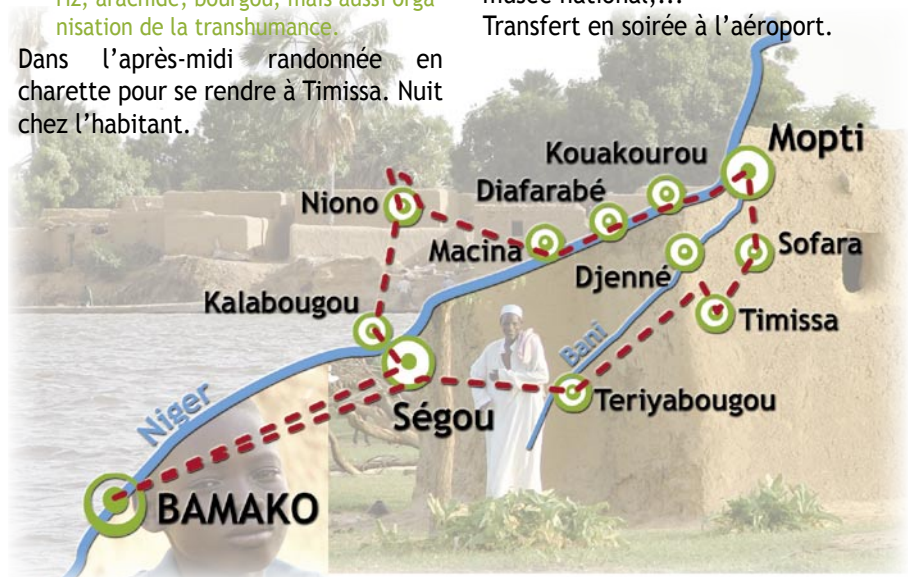 riz, arachide, bourgou, mais aussi orga
nisation de la transhumance.
Dans l'après-midi randonnée en
charette pour se rendre à Timissa. Nuit
chez l'habitant.
musée national,...
Transfert en soirée à l'aéroport.
Mopti
Kouakourou
Diafarabé
Niono
Macina
Sofara
Djenné
Kalabougou
Timissa
Bani
Teriyabougou
Ségou
Niger
BAMAKO